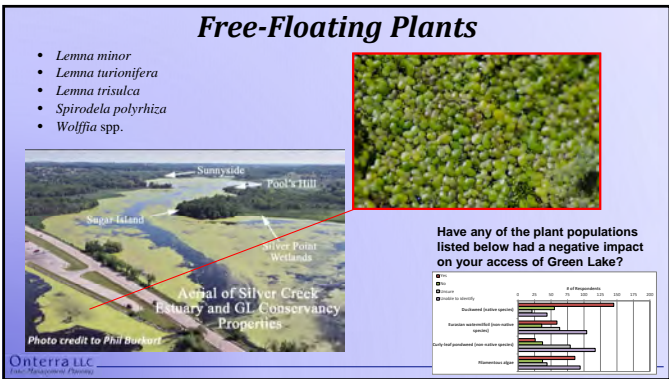 Free-Floating Plants
• Lemna minor
• Lemna turionifera
• Lemna trisulca
• Spirodela polyrhiza
• Wolffia spp.
Sunnyside
Pool's Hill
Sugar Island
Silver Point
Wetlands
Aerial of Silver Creek
Estuary and GL Conservancy
Properties
Photo credit to Phil Burkart
Have any of the plant populations
listed below had a negative impact
on your access of Green Lake?
Yes
No
Unsure
Unable to identify
# of Respondents
0 25 50 75 100 125 150 175 200
Duckweed (native species)
Eurasian watermilfoil (non-native
species)
Curly-leaf pondweed (non-native species)
Filamentous algae
Onterra LLC
Lake Management Planning